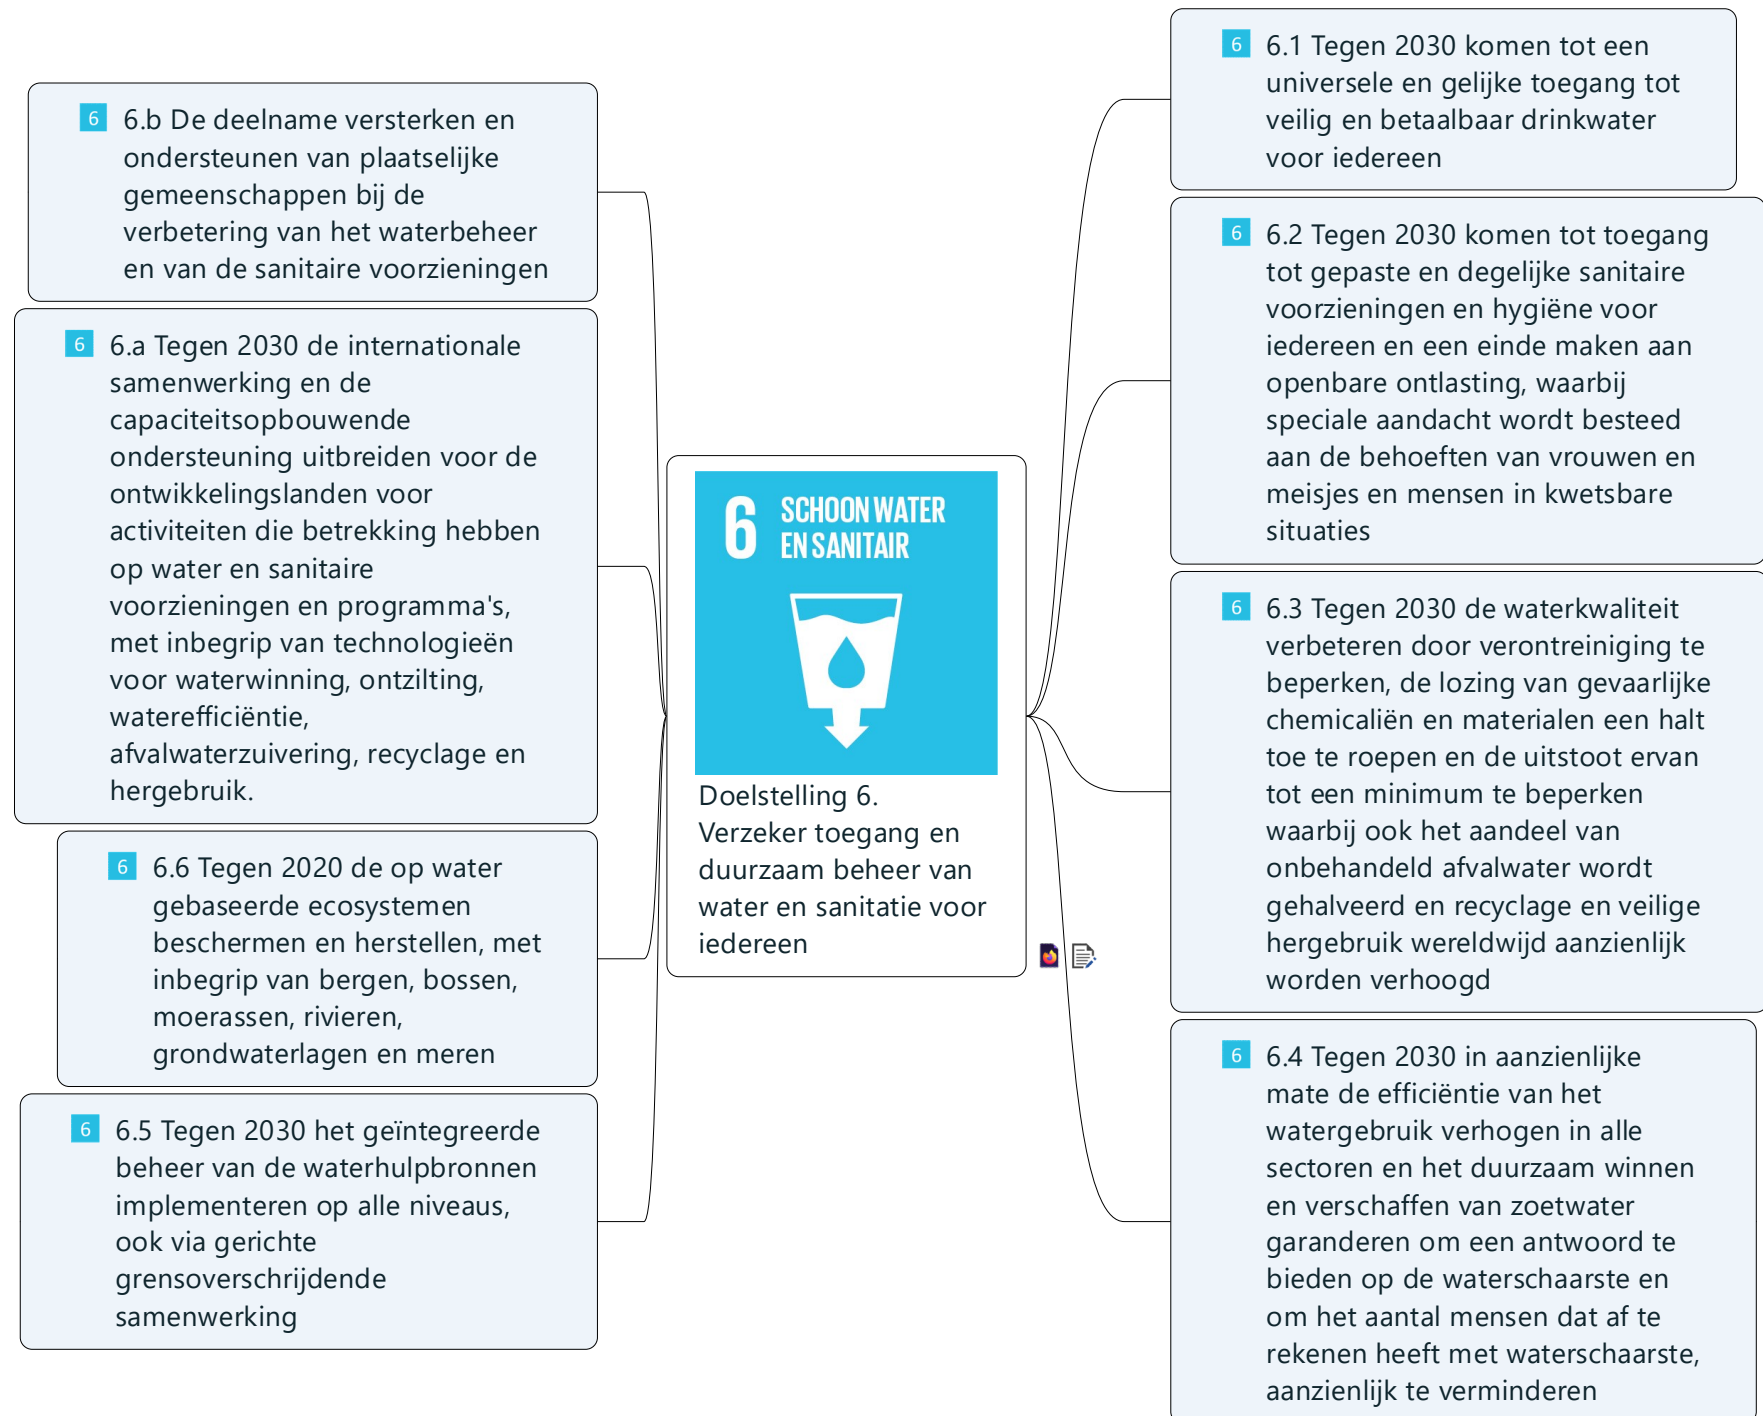 6 6.1 Tegen 2030 komen tot een
universele en gelijke toegang tot
veilig en betaalbaar drinkwater
voor iedereen
6 6.2 Tegen 2030 komen tot toegang
tot gepaste en degelijke sanitaire
voorzieningen en hygiëne voor
iedereen en een einde maken aan
openbare ontlasting, waarbij
speciale aandacht wordt besteed
aan de behoeften van vrouwen en
meisjes en mensen in kwetsbare
situaties
6 6.3 Tegen 2030 de waterkwaliteit
verbeteren door verontreiniging te
beperken, de lozing van gevaarlijke
chemicaliën en materialen een halt
toe te roepen en de uitstoot ervan
tot een minimum te beperken
waarbij ook het aandeel van
onbehandeld afvalwater wordt
gehalveerd en recyclage en veilige
hergebruik wereldwijd aanzienlijk
worden verhoogd
6 6.4 Tegen 2030 in aanzienlijke
mate de efficiëntie van het
watergebruik verhogen in alle
sectoren en het duurzaam winnen
en verschaffen van zoetwater
garanderen om een antwoord te
bieden op de waterschaarste en
om het aantal mensen dat af te
rekenen heeft met waterschaarste,
aanzienlijk te verminderen
6 SCHOON WATER
EN SANITAIR
Doelstelling 6.
Verzeker toegang en
duurzaam beheer van
water en sanitatie voor
iedereen
6 6.b De deelname versterken en
ondersteunen van plaatselijke
gemeenschappen bij de
verbetering van het waterbeheer
en van de sanitaire voorzieningen
6 6.a Tegen 2030 de internationale
samenwerking en de
capaciteitsopbouwende
ondersteuning uitbreiden voor de
ontwikkelingslanden voor
activiteiten die betrekking hebben
op water en sanitaire
voorzieningen en programma's,
met inbegrip van technologieën
voor waterwinning, ontzilting,
waterefficiëntie,
afvalwaterzuivering, recyclage en
hergebruik.
6 6.6 Tegen 2020 de op water
gebaseerde ecosystemen
beschermen en herstellen, met
inbegrip van bergen, bossen,
moerassen, rivieren,
grondwaterlagen en meren
6 6.5 Tegen 2030 het geïntegreerde
beheer van de waterhulpbronnen
implementeren op alle niveaus,
ook via gerichte
grensoverschrijdende
samenwerking